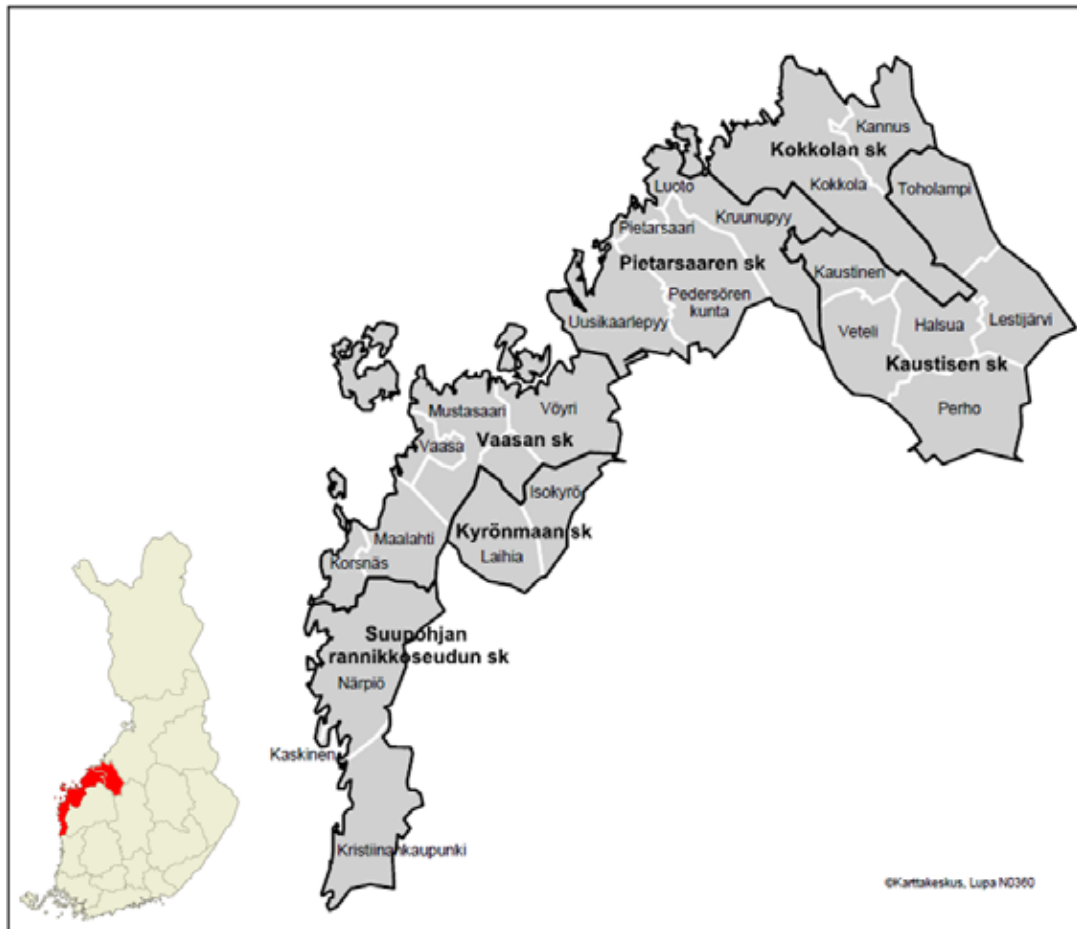 Kannus
Kokkolan sk
Kokkola
Toholampi
Luoto
Kruunupyy
Pietarsaari
Pietarsaaren sk
Kaustinen
Pedersören
kunta
Uusikaarlepyy
Veteli
Halsua
Lestijärvi
Kaustisen sk
Perho
Mustasaari
Vöyri
Vaasa
Vaasan sk
Isokyrö
Kyrönmaan sk
Maalahti
Laihia
Korsnäs
Suupohjan
rannikkoseudun sk
Närpiö
Kaskinen
Kristiinankaupunki
©Karttakeskus, Lupa N0360